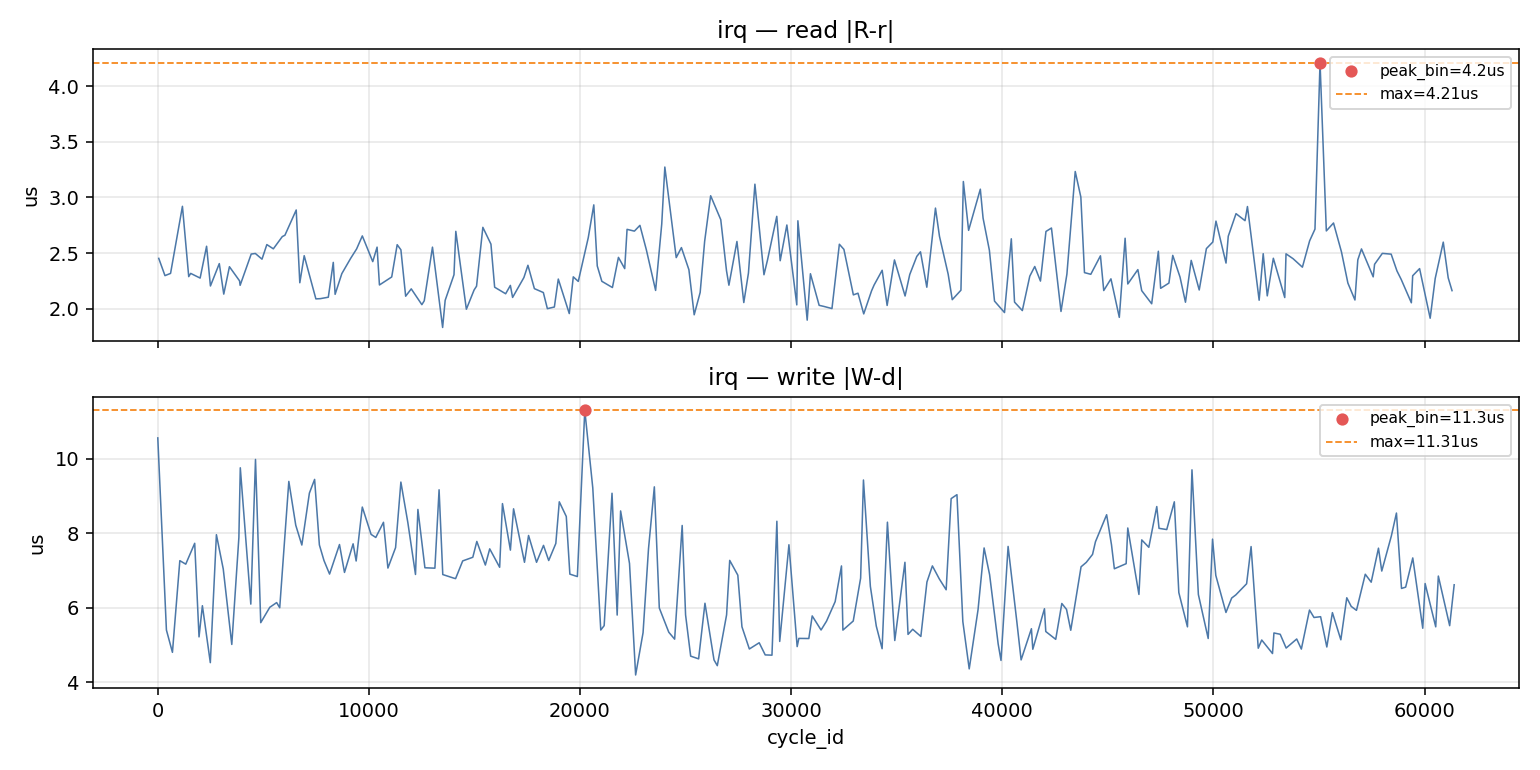 irq — read |R-r|
us
4.0
3.5
3.0
2.5
2.0
peak_bin=4.2us
max=4.21us
irq — write |W-d|
us
10
8
6
4
peak_bin=11.3us
max=11.31us
0 10000 20000 30000 40000 50000 60000
cycle_id